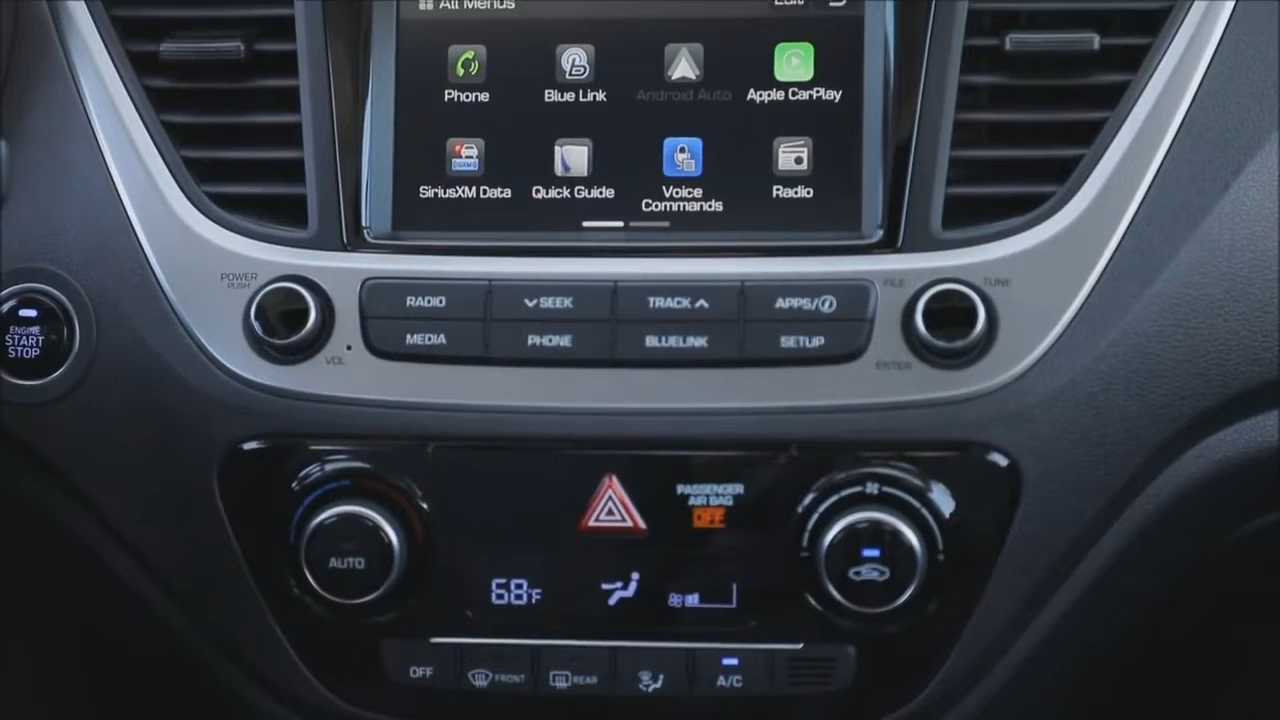 All Menus
Edit
Phone
Blue Link
Android Auto
Apple CarPlay
SiriusXM Data
Quick Guide
Voice
Commands
Radio
POWER
PUSH
VOL
RADIO
SEEK
TRACK
APPS/i
MEDIA
PHONE
BLUELINK
SETUP
FILE
TUNE
ENTER
ENGINE
START
STOP
AUTO
PASSENGER
AIR BAG
OFF
68°F
OFF
FRONT
REAR
A/C